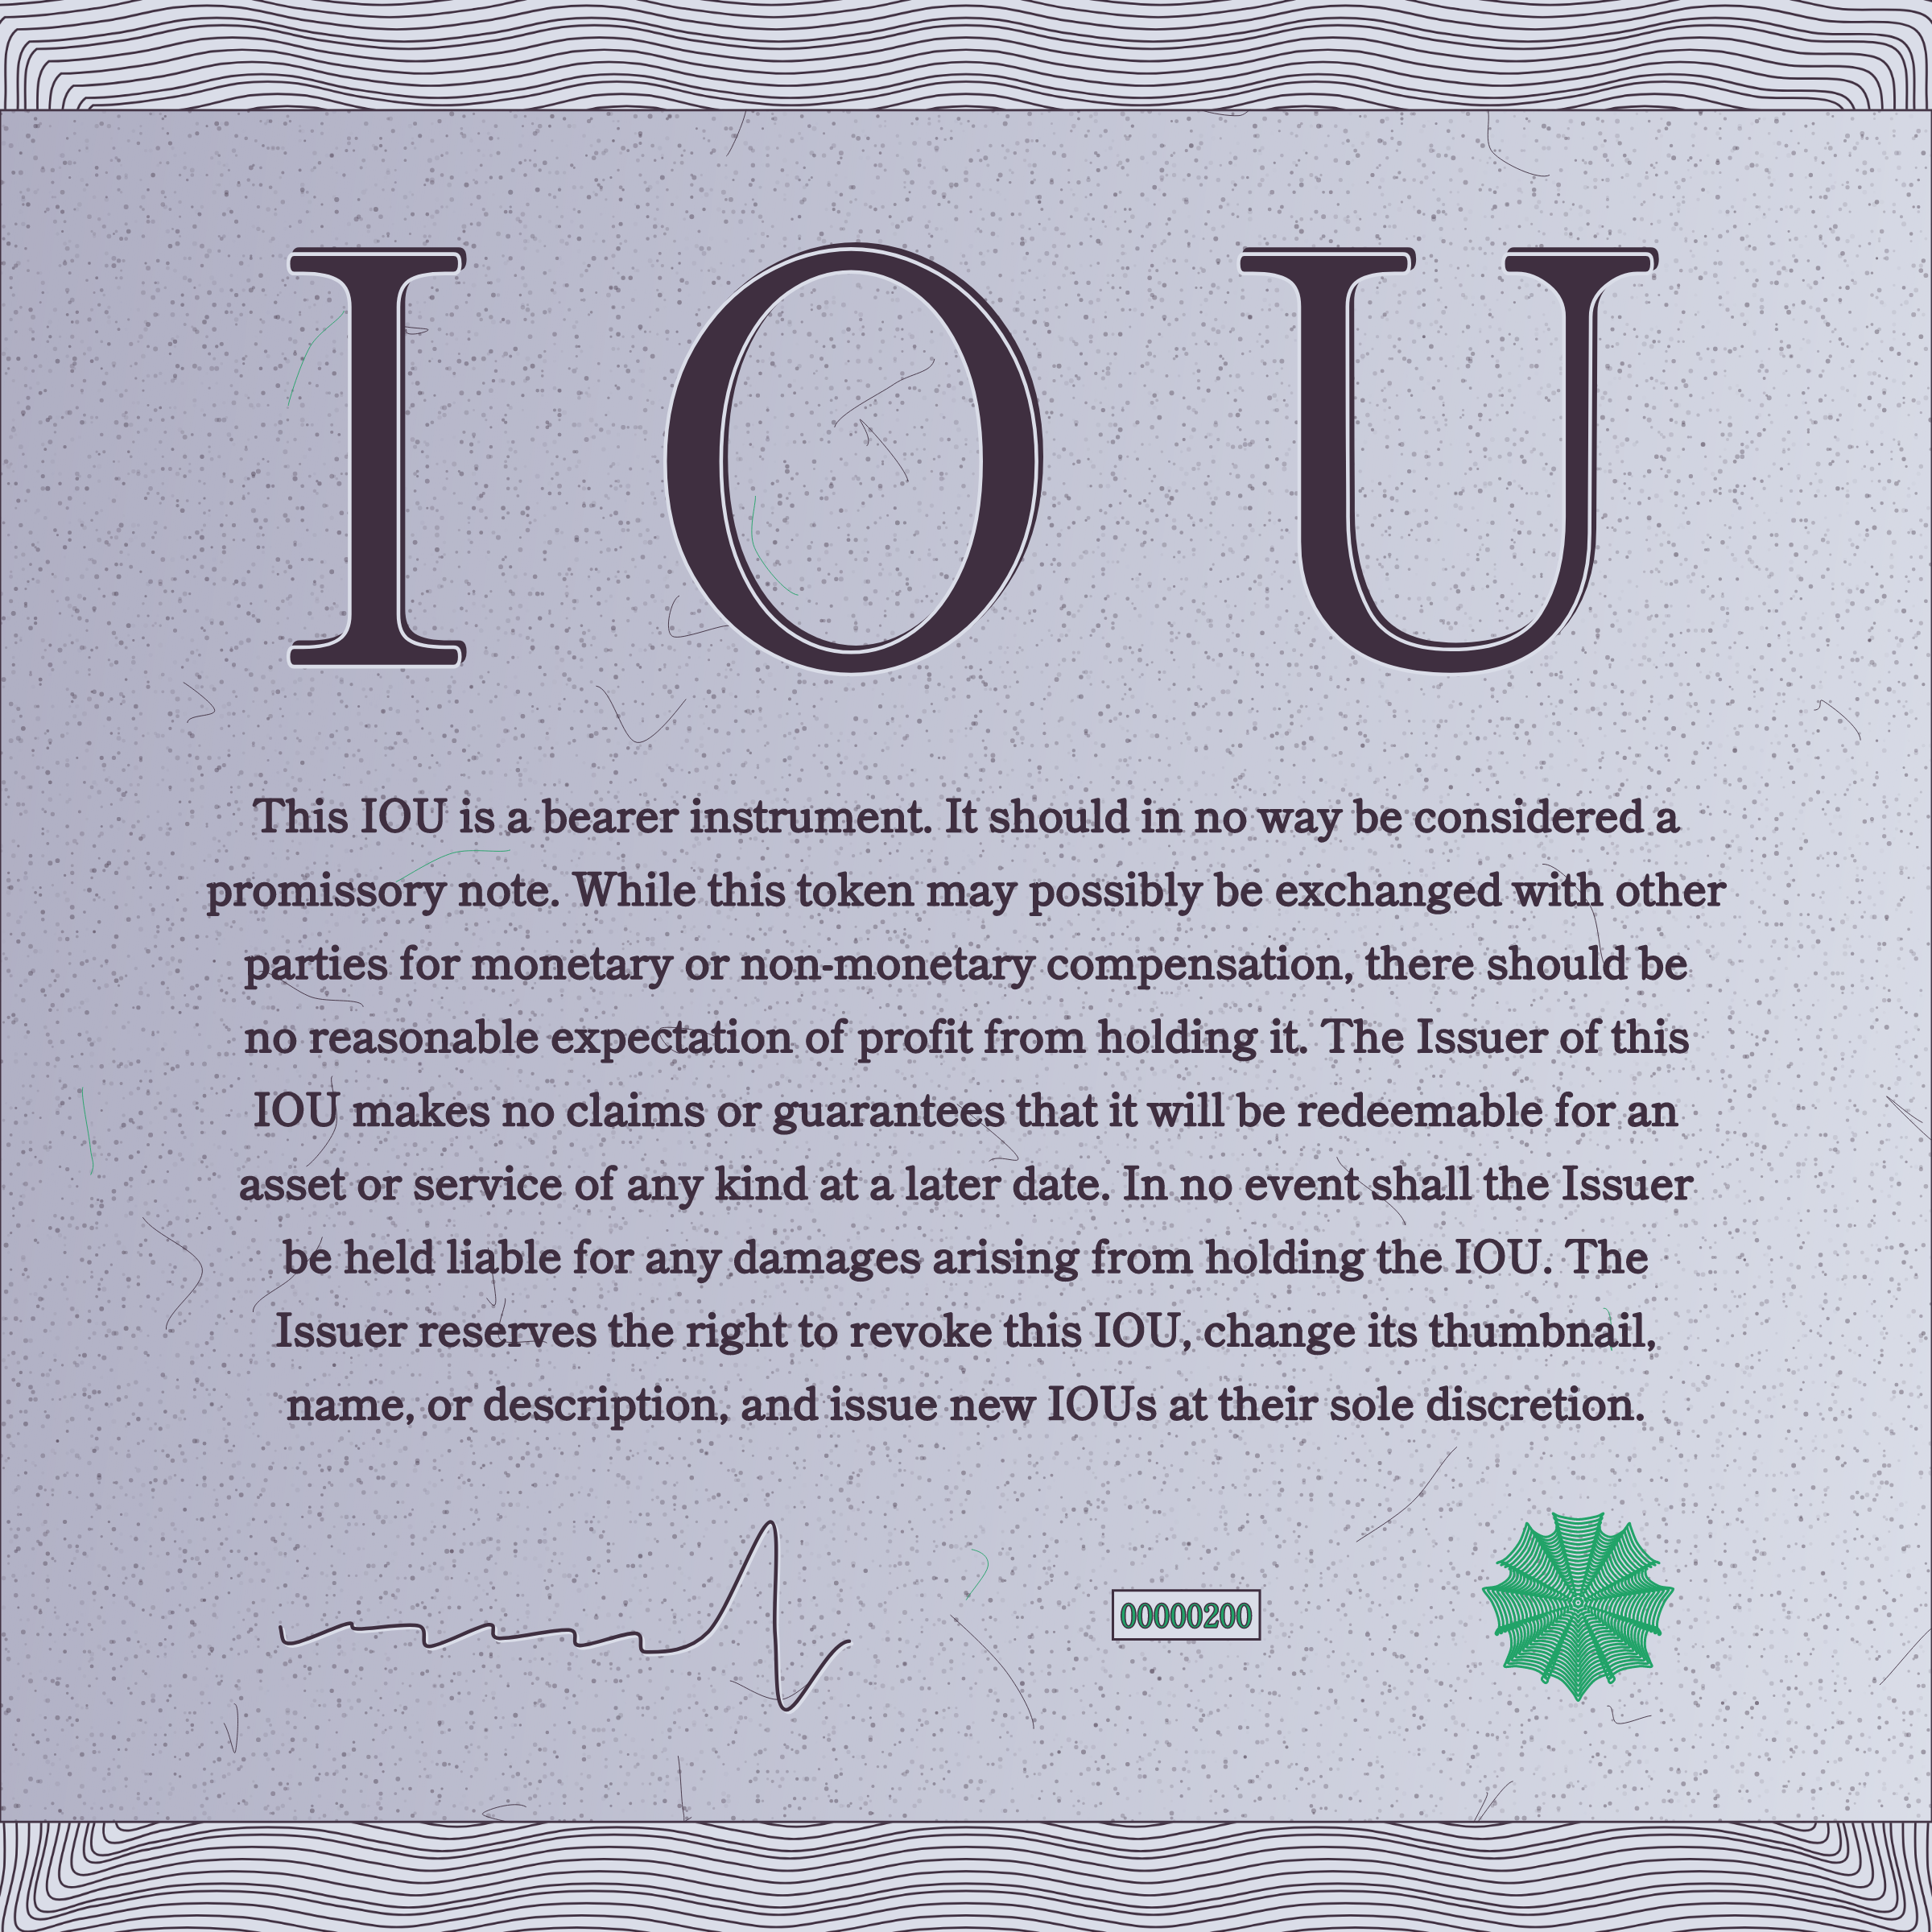 I O U
This IOU is a bearer instrument. It should in no way be considered a
promissory note. While this token may possibly be exchanged with other
parties for monetary or non-monetary compensation, there should be
no reasonable expectation of profit from holding it. The Issuer of this
IOU makes no claims or guarantees that it will be redeemable for an
asset or service of any kind at a later date. In no event shall the Issuer
be held liable for any damages arising from holding the IOU. The
Issuer reserves the right to revoke this IOU, change its thumbnail,
name, or description, and issue new IOUs at their sole discretion.
00000200